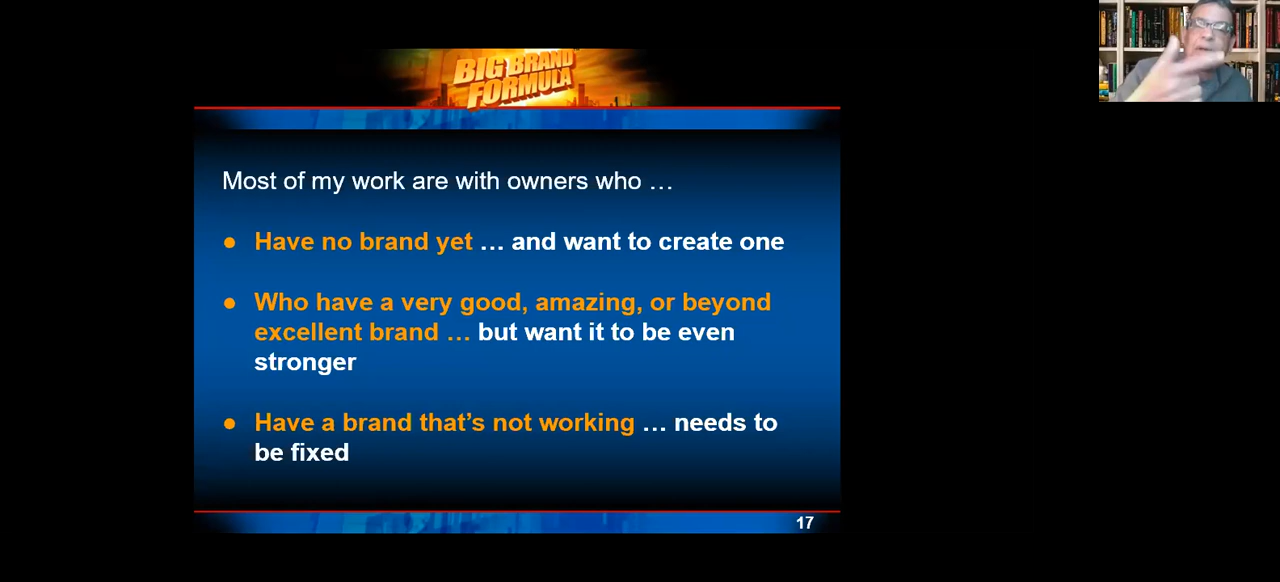 BIG BRAND
FORMULA
Most of my work are with owners who …
● Have no brand yet … and want to create one
● Who have a very good, amazing, or beyond
excellent brand … but want it to be even
stronger
● Have a brand that’s not working … needs to
be fixed
17